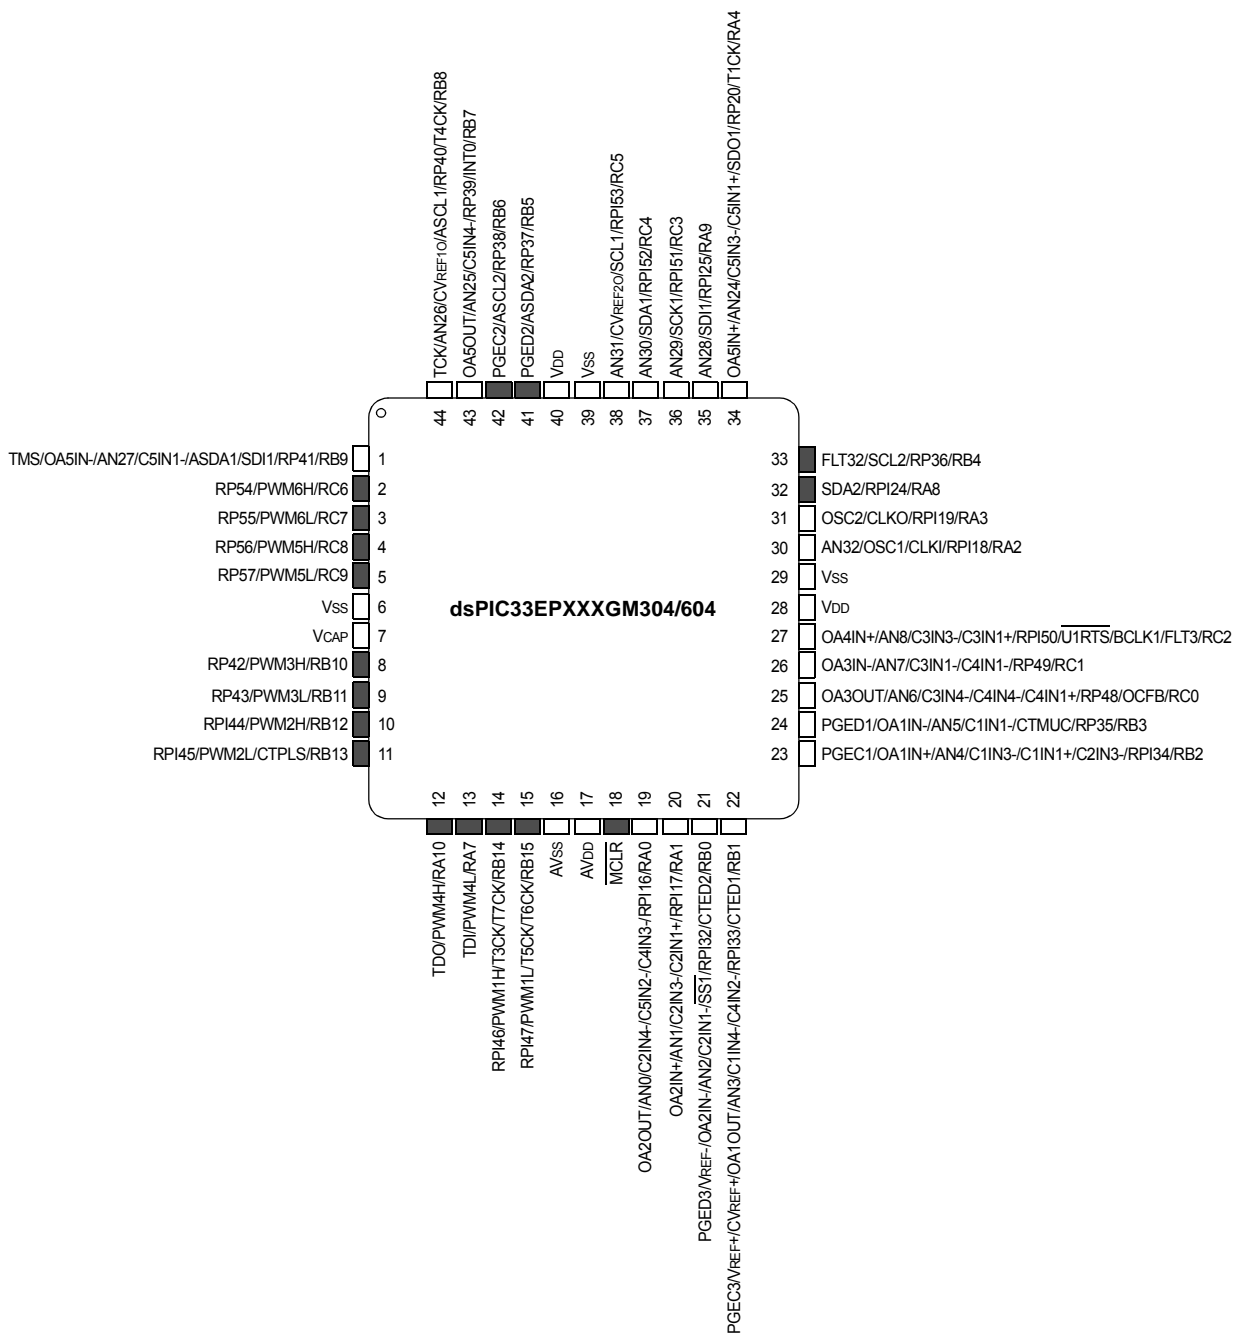 TCK/AN26/CVREF1O/ASCL1/RP40/T4CK/RB8
OA5OUT/AN25/C5IN4-/RP39/INT0/RB7
PGEC2/ASCL2/RP38/RB6
PGED2/ASDA2/RP37/RB5
VDD
VSS
AN31/CVREF2O/SCL1/RPI53/RC5
AN30/SDA1/RPI52/RC4
AN29/SCK1/RPI51/RC3
AN28/SDI1/RPI25/RA9
OA5IN+/AN24/C5IN3-/C5IN1+/SDO1/RP20/T1CK/RA4
44
43
42
41
40
39
38
37
36
35
34
TMS/OA5IN-/AN27/C5IN1-/ASDA1/SDI1/RP41/RB9 1
RP54/PWM6H/RC6 2
RP55/PWM6L/RC7 3
RP56/PWM5H/RC8 4
RP57/PWM5L/RC9 5
VSS 6
VCAP 7
RP42/PWM3H/RB10 8
RP43/PWM3L/RB11 9
RPI44/PWM2H/RB12 10
RPI45/PWM2L/CTPLS/RB13 11
dsPIC33EPXXXGM304/604
33 FLT32/SCL2/RP36/RB4
32 SDA2/RPI24/RA8
31 OSC2/CLKO/RPI19/RA3
30 AN32/OSC1/CLKI/RPI18/RA2
29 VSS
28 VDD
27 OA4IN+/AN8/C3IN3-/C3IN1+/RPI50/U1RTS/BCLK1/FLT3/RC2
26 OA3IN-/AN7/C3IN1-/C4IN1-/RP49/RC1
25 OA3OUT/AN6/C3IN4-/C4IN4-/C4IN1+/RP48/OCFB/RC0
24 PGED1/OA1IN-/AN5/C1IN1-/CTMUC/RP35/RB3
23 PGEC1/OA1IN+/AN4/C1IN3-/C1IN1+/C2IN3-/RPI34/RB2
12
13
14
15
16
17
18
19
20
21
22
TDO/PWM4H/RA10
TDI/PWM4L/RA7
RPI46/PWM1H/T3CK/T7CK/RB14
RPI47/PWM1L/T5CK/T6CK/RB15
AVSS
AVDD
MCLR
OA2OUT/AN0/C2IN4-/C5IN2-/C4IN3-/RPI16/RA0
OA2IN+/AN1/C2IN3-/C2IN1+/RPI17/RA1
PGED3/VREF-/OA2IN-/AN2/C2IN1-/SS1/RPI32/CTED2/RB0
PGEC3/VREF+/CVREF+/OA1OUT/AN3/C1IN4-/C4IN2-/RPI33/CTED1/RB1